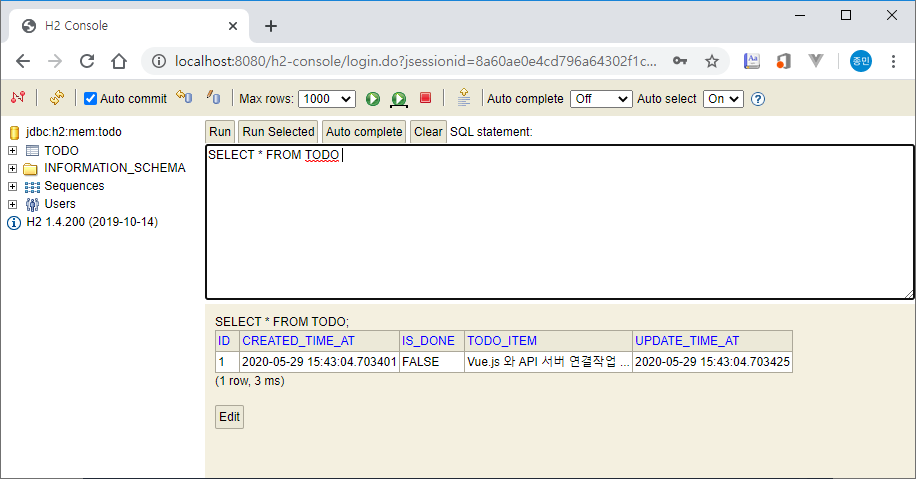 H2 Console
localhost:8080/h2-console/login.do?jsessionid=8a60ae0e4cd796a64302f1c...
종민
Auto commit Max rows: 1000 Auto complete Off Auto select On
jdbc:h2:mem:todo
TODO
INFORMATION_SCHEMA
Sequences
Users
H2 1.4.200 (2019-10-14)
Run Run Selected Auto complete Clear SQL statement:
SELECT * FROM TODO
SELECT * FROM TODO;
ID CREATED_TIME_AT IS_DONE TODO_ITEM UPDATE_TIME_AT
1 2020-05-29 15:43:04.703401 FALSE Vue.js 와 API 서버 연결작업 ... 2020-05-29 15:43:04.703425
(1 row, 3 ms)
Edit